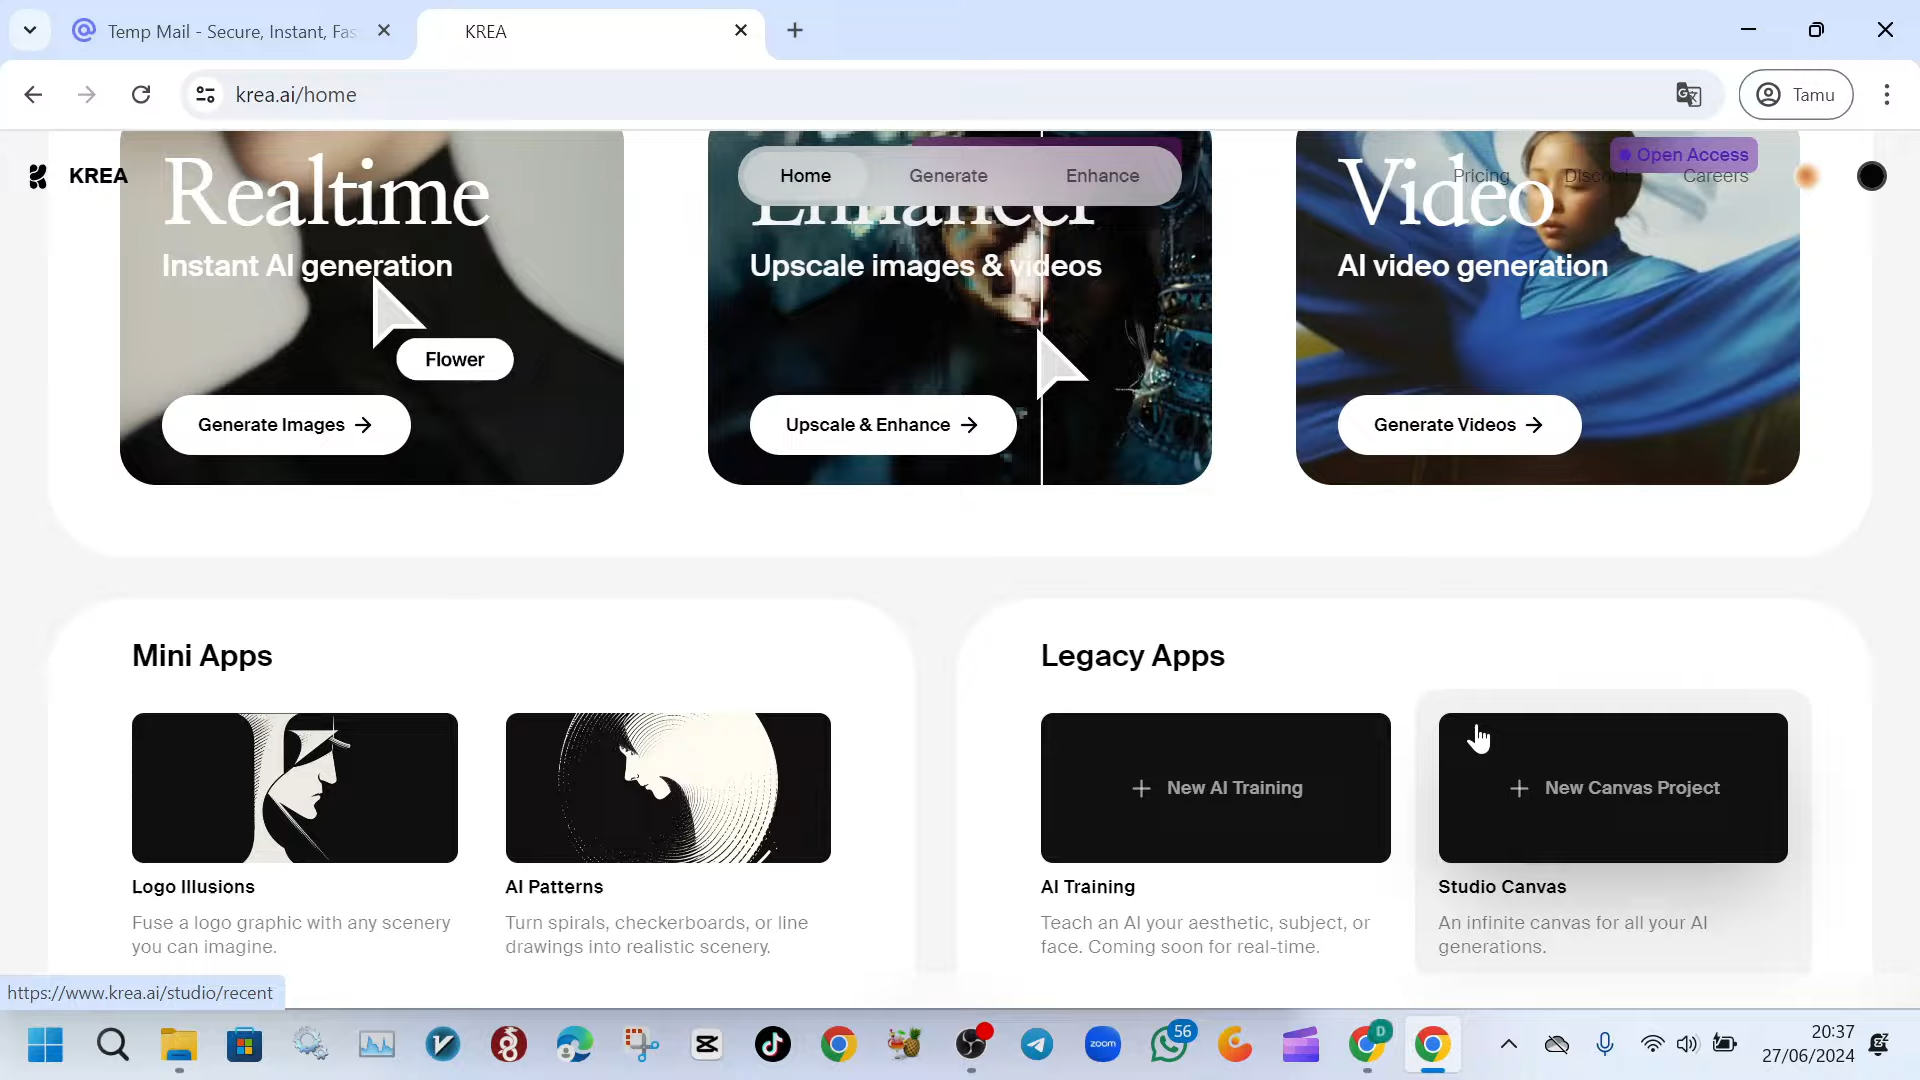 Temp Mail - Secure, Instant, Fas
KREA
krea.ai/home
Tamu
KREA
Home
Generate
Enhance
Pricing
Discord
Careers
Open Access
Realtime
Instant AI generation
Flower
Generate Images
Enhancer
Upscale images & videos
Upscale & Enhance
Video
AI video generation
Generate Videos
Mini Apps
Logo Illusions
Fuse a logo graphic with any scenery
you can imagine.
AI Patterns
Turn spirals, checkerboards, or line
drawings into realistic scenery.
Legacy Apps
New AI Training
AI Training
Teach an AI your aesthetic, subject, or
face. Coming soon for real-time.
New Canvas Project
Studio Canvas
An infinite canvas for all your AI
generations.
https://www.krea.ai/studio/recent
zoom
56
D
20:37
27/06/2024